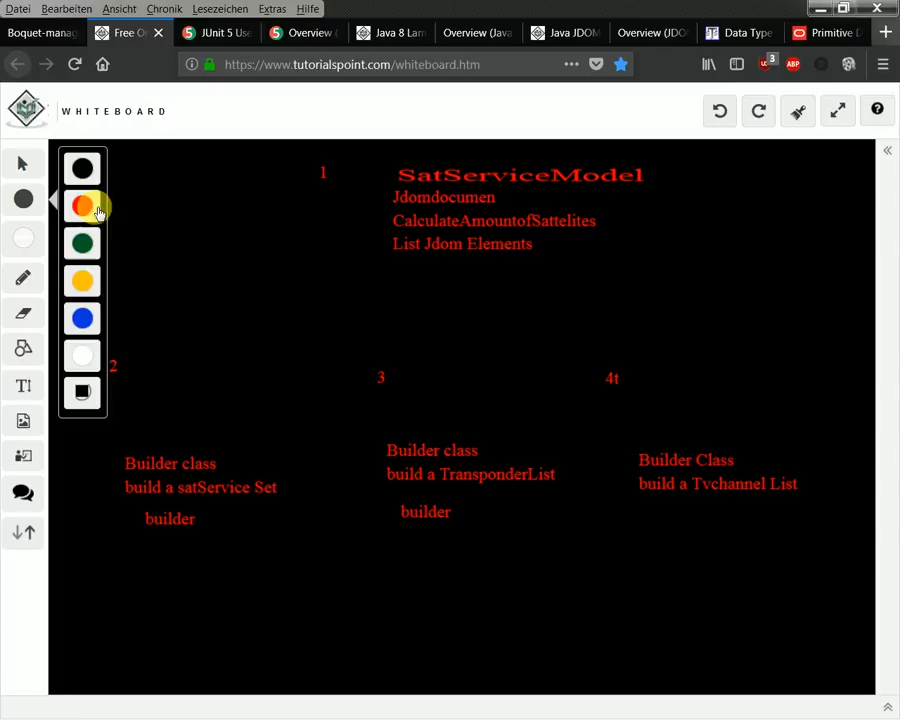 Datei Bearbeiten Ansicht Chronik Lesezeichen Extras Hilfe
Boquet-manag Free O JUnit 5 Use Overview ( Java 8 Lam Overview (Java Java JDOM Overview (JDO Data Type Primitive D
https://www.tutorialspoint.com/whiteboard.htm 3 ABP
WHITEBOARD
1 SatServiceModel
Jdomdocumen
CalculateAmountofSattelites
List Jdom Elements
2 3 4t
Builder class
build a satService Set
builder
Builder class
build a TransponderList
builder
Builder Class
build a Tvchannel List